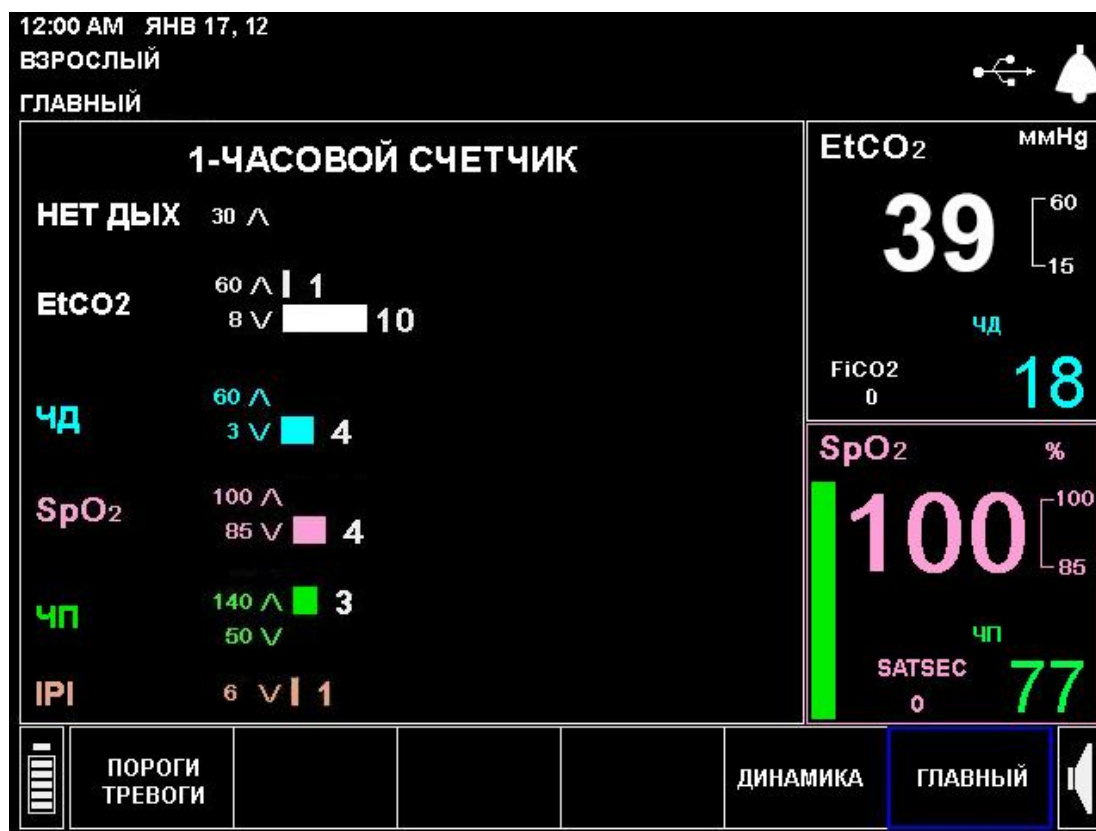 12:00 AM ЯНВ 17, 12
ВЗРОСЛЫЙ
ГЛАВНЫЙ
1-ЧАСОВОЙ СЧЕТЧИК
НЕТ ДЫХ 30
EtCO2
60 1
8 10
ЧД
60
3 4
SpO2
100
85 4
ЧП
140 3
50
IPI 6 1
EtCO2 ммHg
39
60
15
ЧД
FiCO2
0
18
SpO2 %
100
100
85
ЧП
SATSEC
0
77
ПОРОГИ
ТРЕВОГИ
ДИНАМИКА
ГЛАВНЫЙ